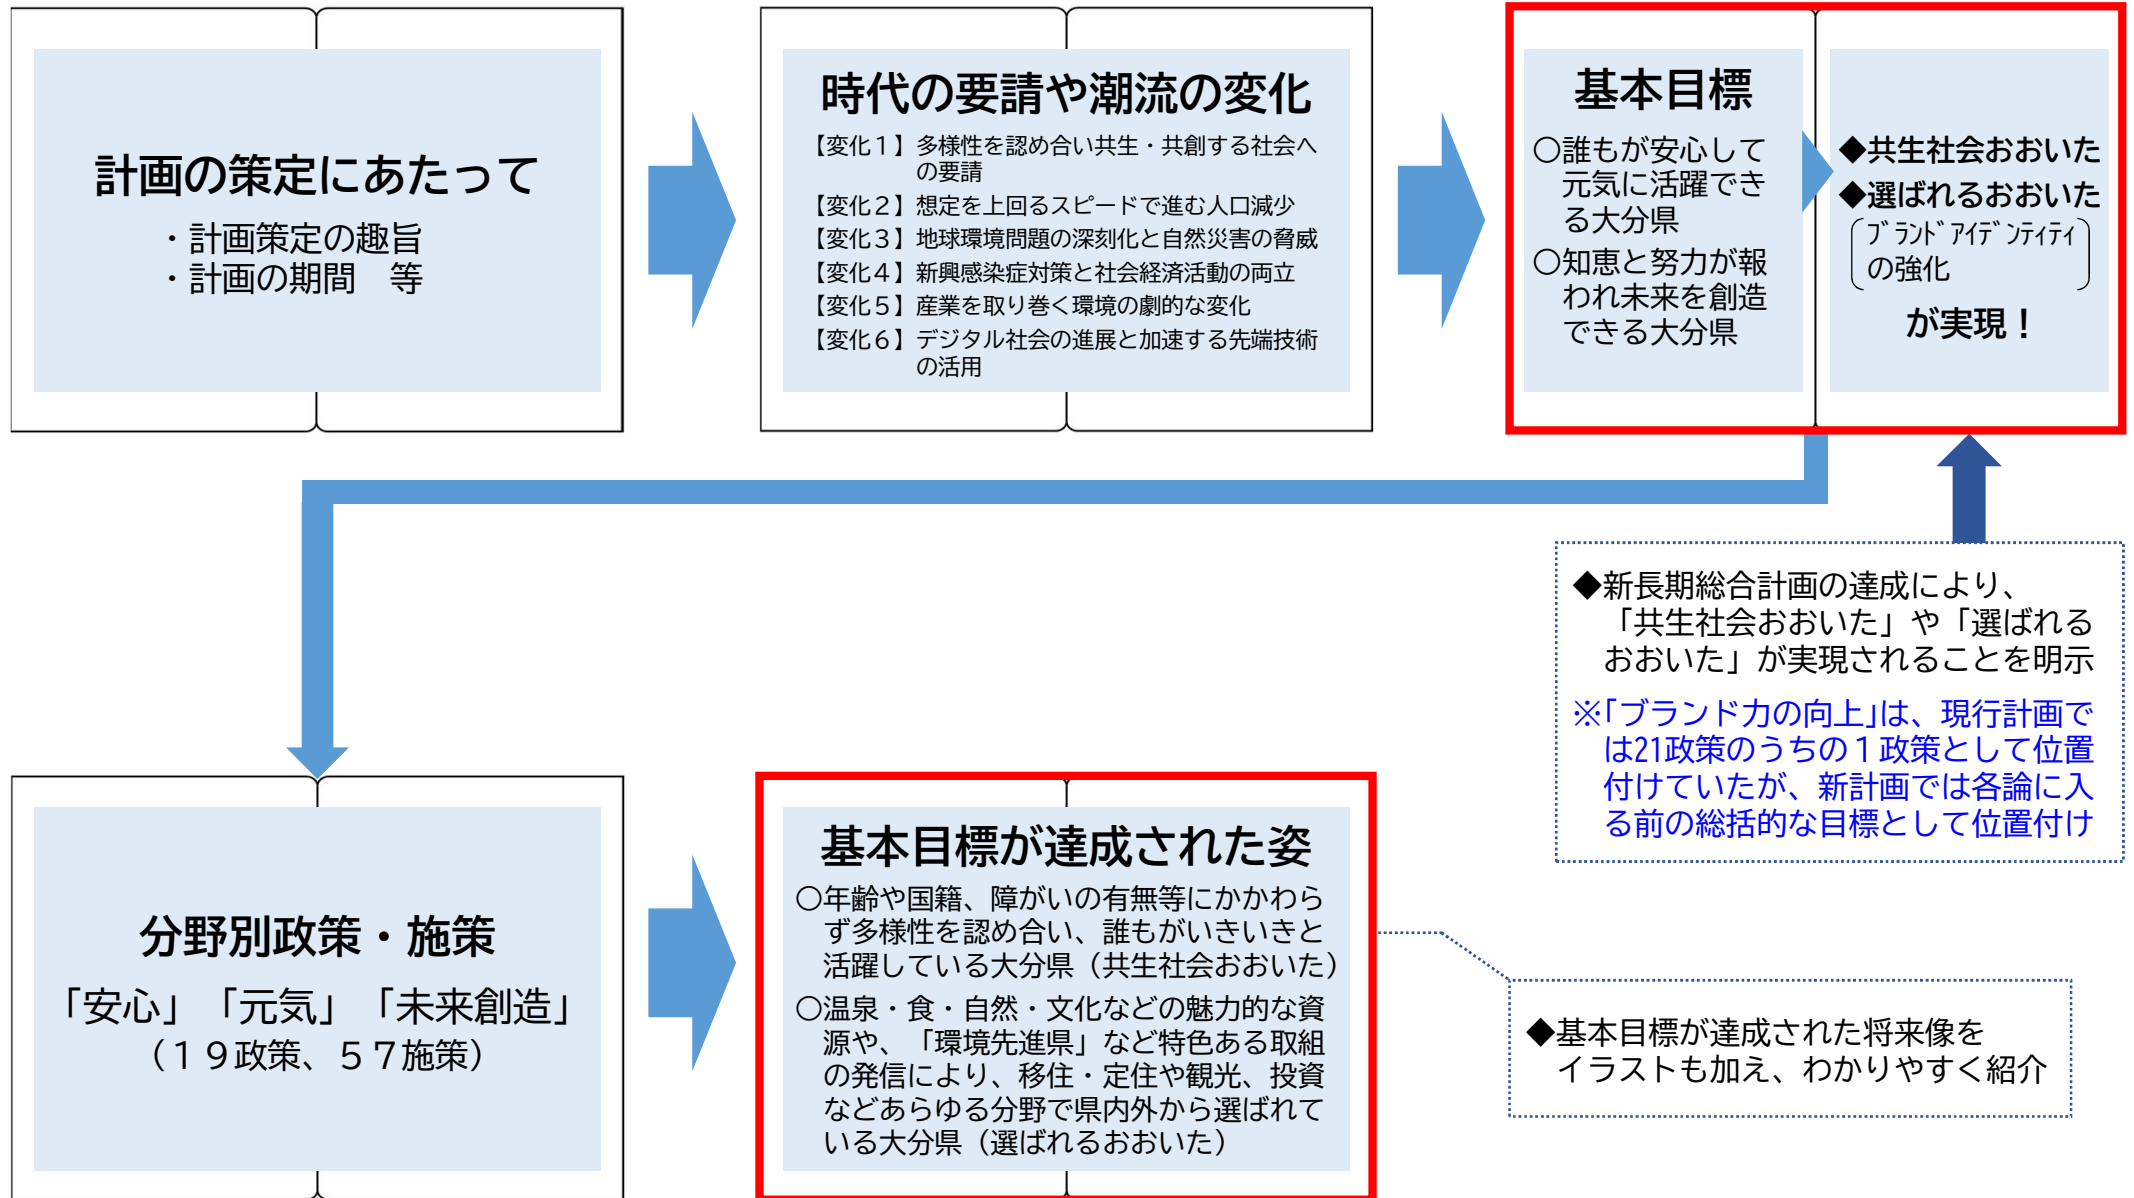 計画の策定にあたって
・計画策定の趣旨
・計画の期間　等
時代の要請や潮流の変化
【変化１】多様性を認め合い共生・共創する社会へ
の要請
【変化２】想定を上回るスピードで進む人口減少
【変化３】地球環境問題の深刻化と自然災害の脅威
【変化４】新興感染症対策と社会経済活動の両立
【変化５】産業を取り巻く環境の劇的な変化
【変化６】デジタル社会の進展と加速する先端技術
の活用
基本目標
○誰もが安心して
元気に活躍でき
る大分県
○知恵と努力が報
われ未来を創造
できる大分県
◆共生社会おおいた
◆選ばれるおおいた
ﾌﾞﾗﾝﾄﾞｱｲﾃﾞﾝﾃｨﾃｨ
の強化
が実現！
◆新長期総合計画の達成により、
「共生社会おおいた」や「選ばれる
おおいた」が実現されることを明示
※｢ブランド力の向上｣は、現行計画で
は21政策のうちの１政策として位置
付けていたが、新計画では各論に入
る前の総括的な目標として位置付け
分野別政策・施策
「安心」「元気」「未来創造」
（１９政策、５７施策）
基本目標が達成された姿
○年齢や国籍、障がいの有無等にかかわら
ず多様性を認め合い、誰もがいきいきと
活躍している大分県（共生社会おおいた）
○温泉・食・自然・文化などの魅力的な資
源や、「環境先進県」など特色ある取組
の発信により、移住・定住や観光、投資
などあらゆる分野で県内外から選ばれて
いる大分県（選ばれるおおいた）
◆基本目標が達成された将来像を
イラストも加え、わかりやすく紹介